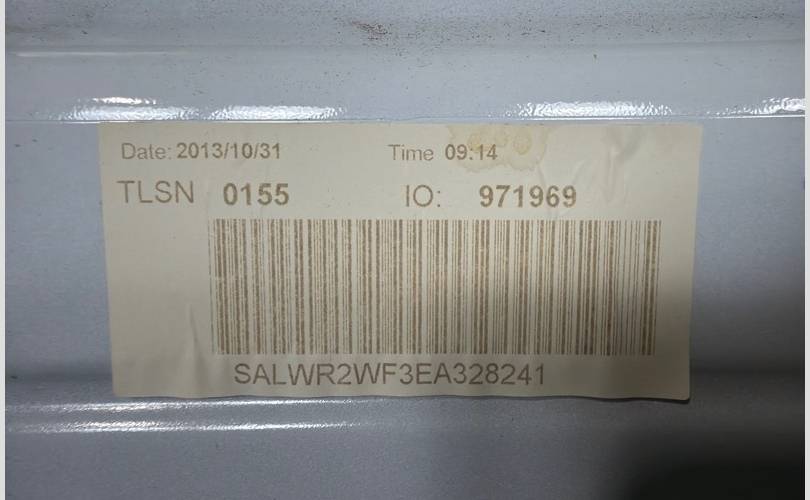 Date: 2013/10/31 Time 09:14
TLSN 0155 IO: 971969
SALWR2WF3EA328241